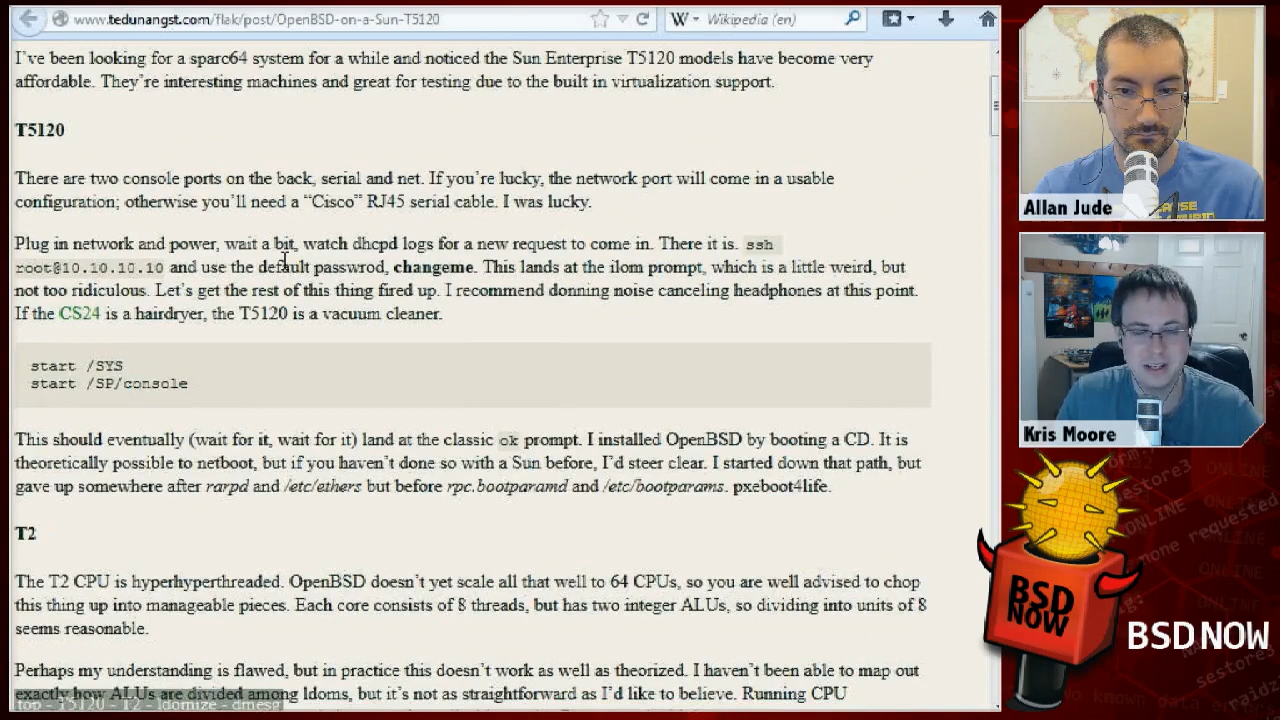 www.tedunangst.com/flak/post/OpenBSD-on-a-Sun-T5120
W Wikipedia (en)
I've been looking for a sparc64 system for a while and noticed the Sun Enterprise T5120 models have become very
affordable. They're interesting machines and great for testing due to the built in virtualization support.
T5120
There are two console ports on the back, serial and net. If you're lucky, the network port will come in a usable
configuration; otherwise you'll need a “Cisco” RJ45 serial cable. I was lucky.
Plug in network and power, wait a bit, watch dhcpd logs for a new request to come in. There it is. ssh
root@10.10.10.10 and use the default passwrod, changeme. This lands at the ilom prompt, which is a little weird, but
not too ridiculous. Let's get the rest of this thing fired up. I recommend donning noise canceling headphones at this point.
If the CS24 is a hairdryer, the T5120 is a vacuum cleaner.
start /SYS
start /SP/console
This should eventually (wait for it, wait for it) land at the classic ok prompt. I installed OpenBSD by booting a CD. It is
theoretically possible to netboot, but if you haven't done so with a Sun before, I'd steer clear. I started down that path, but
gave up somewhere after rarpd and /etc/ethers but before rpc.bootparamd and /etc/bootparams. pxeboot4life.
T2
The T2 CPU is hyperhyperthreaded. OpenBSD doesn't yet scale all that well to 64 CPUs, so you are well advised to chop
this thing up into manageable pieces. Each core consists of 8 threads, but has two integer ALUs, so dividing into units of 8
seems reasonable.
Perhaps my understanding is flawed, but in practice this doesn't work as well as theorized. I haven't been able to map out
exactly how ALUs are divided among ldoms, but it's not as straightforward as I'd like to believe. Running CPU
top - T5120 - T2 - ldomize - dmesg
Allan Jude
Kris Moore
BSD
NOW
BSD NOW